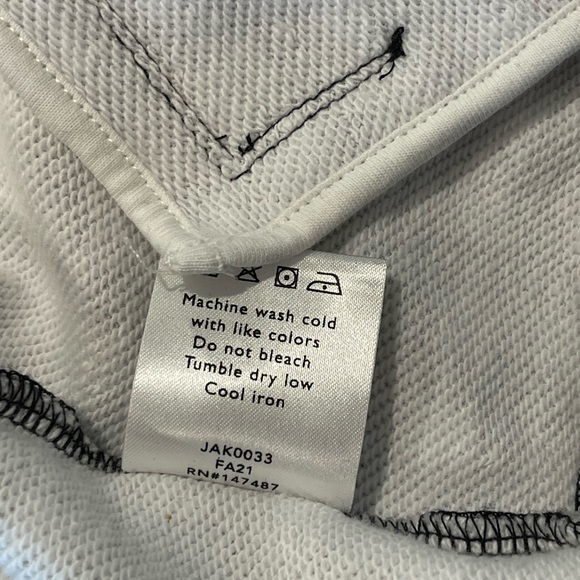 Machine wash cold
with like colors
Do not bleach
Tumble dry low
Cool iron
JAK0033
FA21
RN#147487